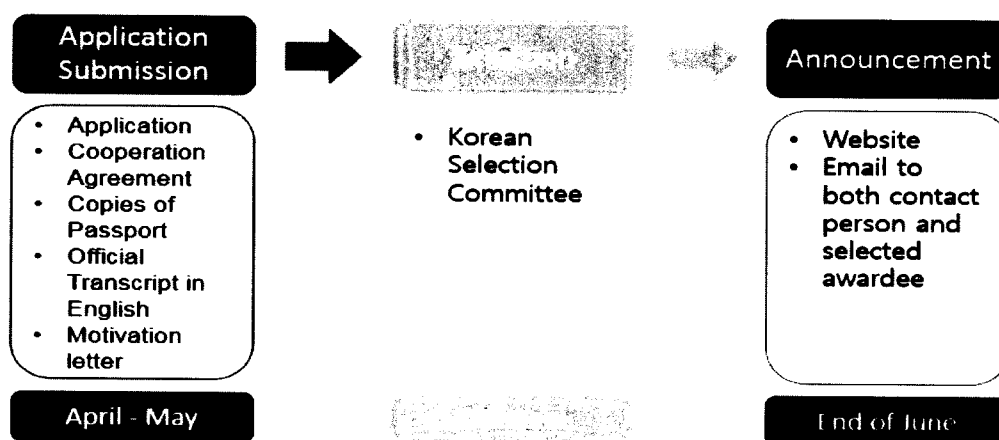 Application
Submission
Announcement
• Application
• Cooperation
Agreement
• Copies of
Passport
• Official
Transcript in
English
• Motivation
letter
• Korean
Selection
Committee
• Website
• Email to
both contact
person and
selected
awardee
April - May
End of June